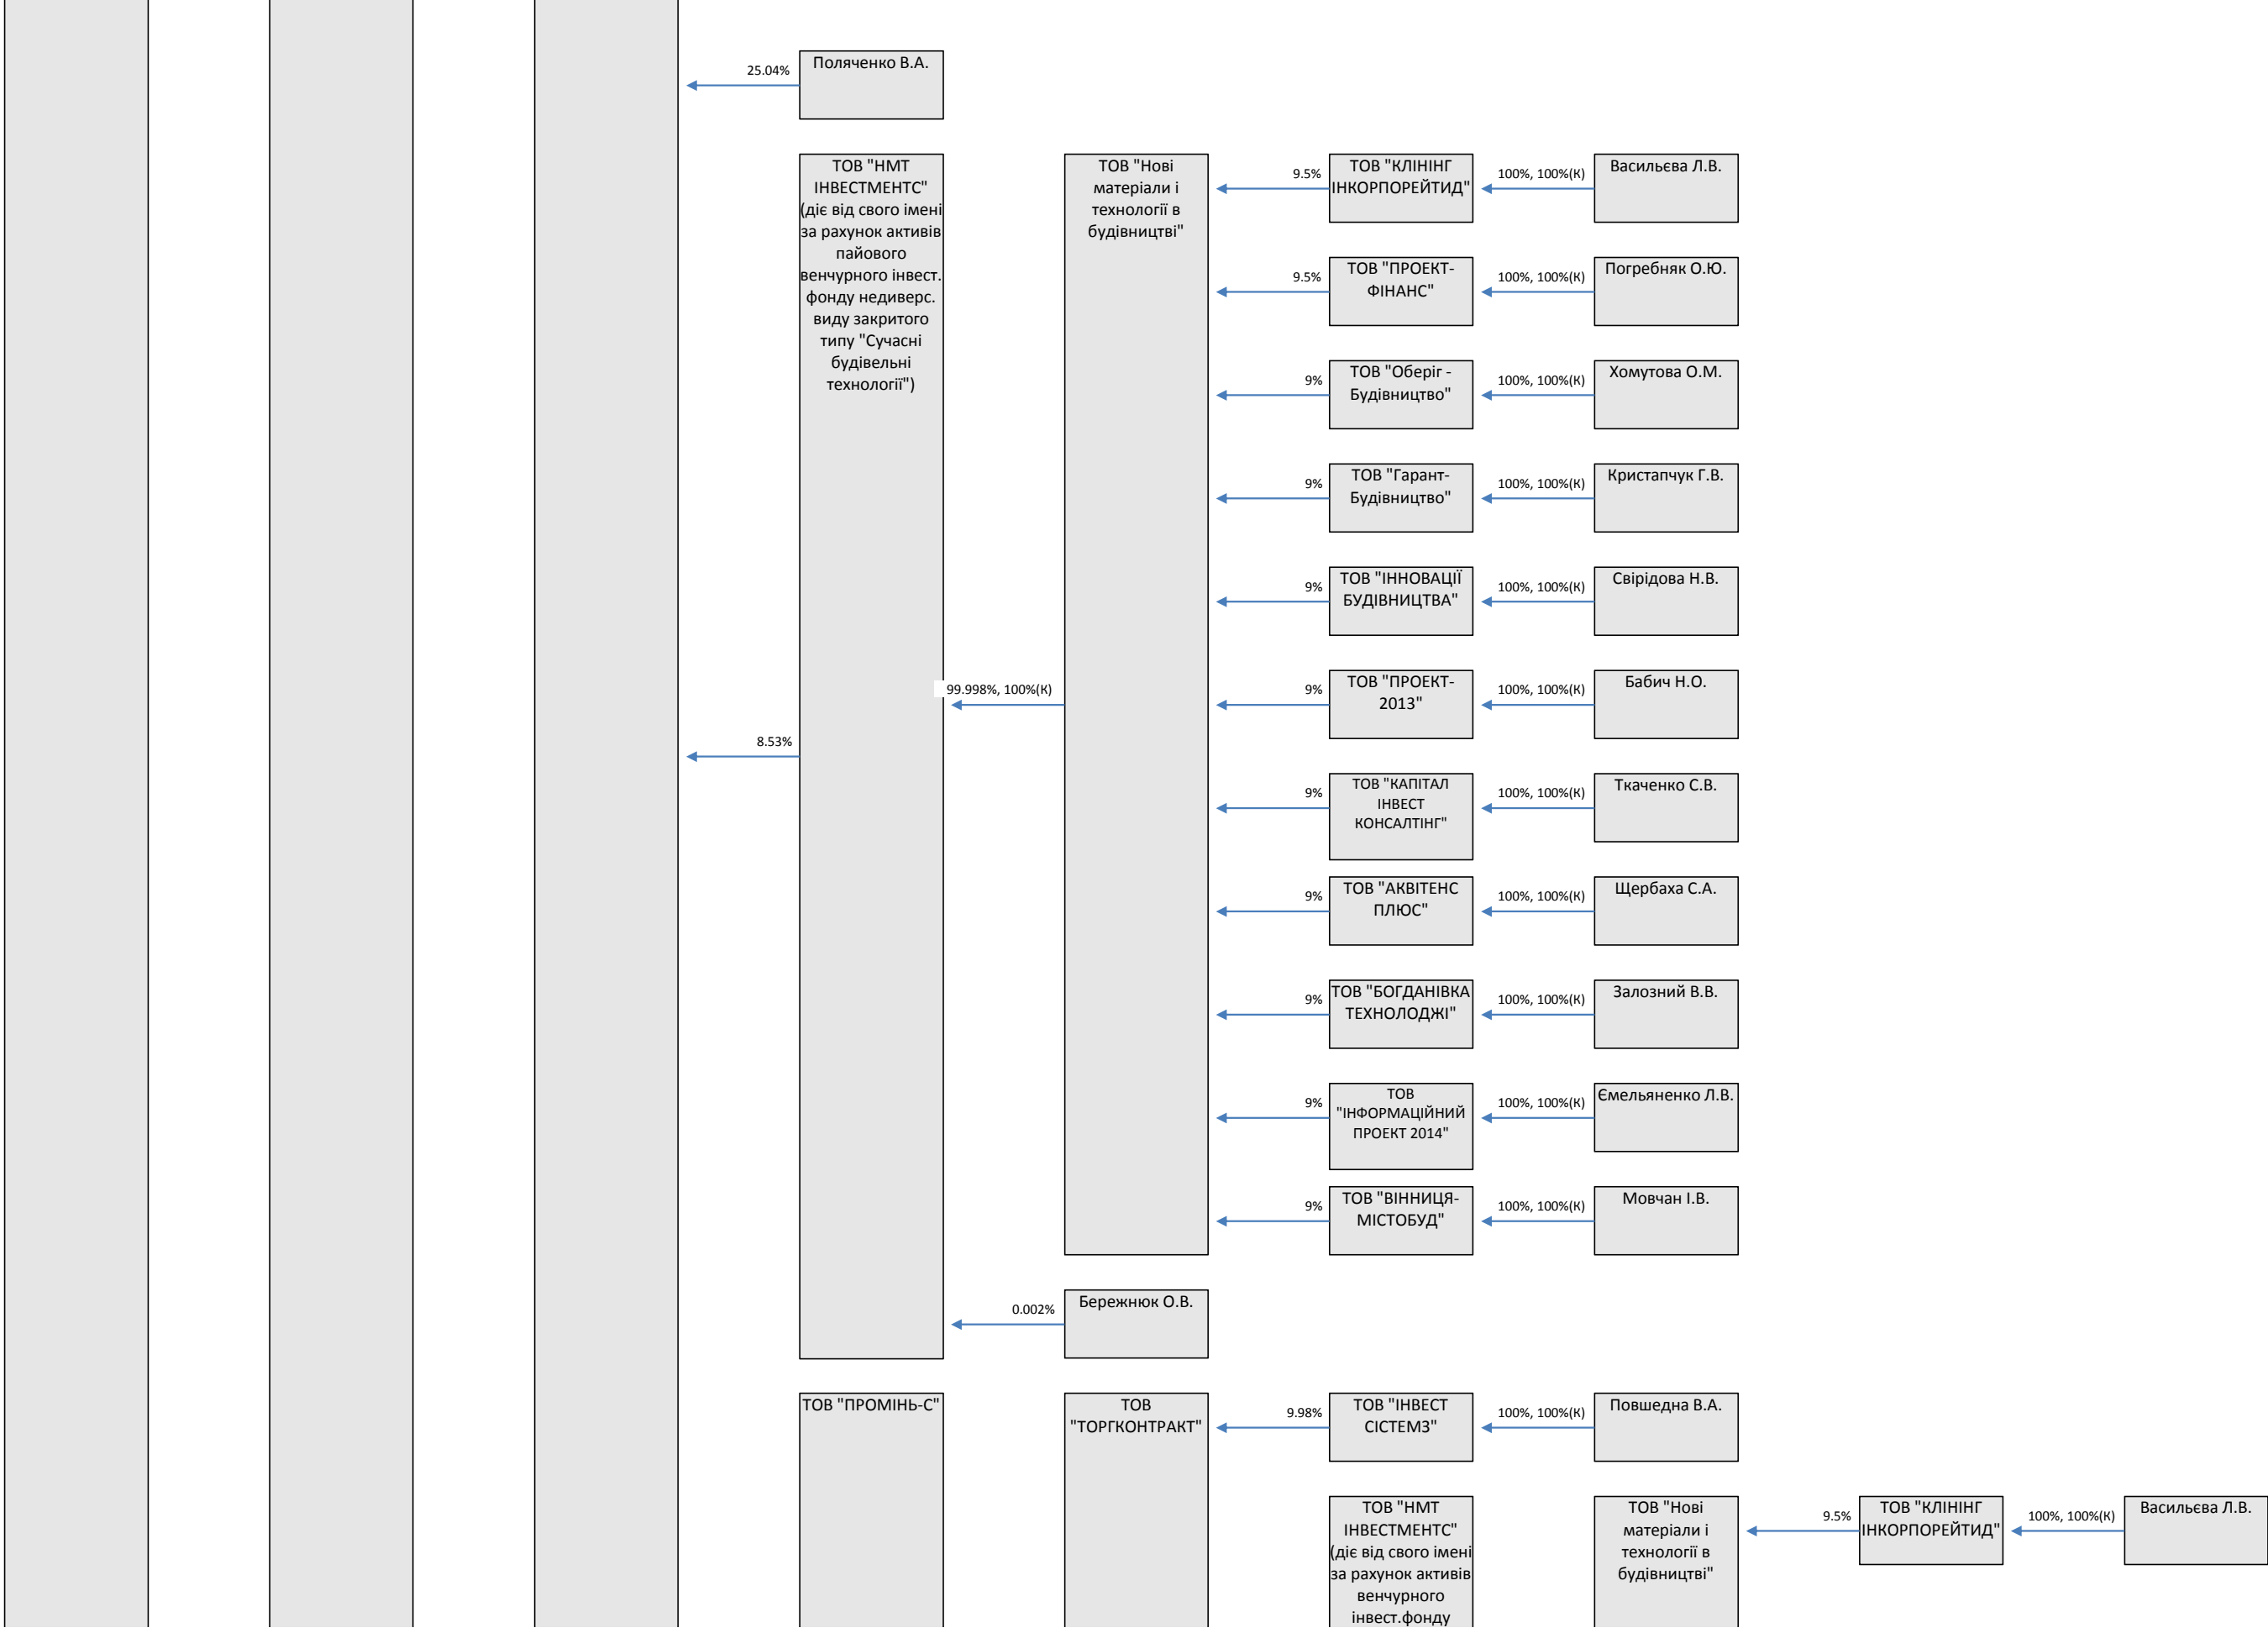 25.04%
Поляченко В.А.
ТОВ "НМТ
ІНВЕСТМЕНТС"
(діє від свого імені
за рахунок активів
пайового
венчурного інвест.
фонду недиверс.
виду закритого
типу "Сучасні
будівельні
технології")
8.53%
ТОВ "Нові
матеріали і
технології в
будівництві"
99.998%, 100%(К)
9.5%
ТОВ "КЛІНІНГ
ІНКОРПОРЕЙТИД"
100%, 100%(К)
Васильєва Л.В.
9.5%
ТОВ "ПРОЕКТ-
ФІНАНС"
100%, 100%(К)
Погребняк О.Ю.
9%
ТОВ "Оберіг -
Будівництво"
100%, 100%(К)
Хомутова О.М.
9%
ТОВ "Гарант-
Будівництво"
100%, 100%(К)
Кристапчук Г.В.
9%
ТОВ "ІННОВАЦІЇ
БУДІВНИЦТВА"
100%, 100%(К)
Свірідова Н.В.
9%
ТОВ "ПРОЕКТ-
2013"
100%, 100%(К)
Бабич Н.О.
9%
ТОВ "КАПІТАЛ
ІНВЕСТ
КОНСАЛТІНГ"
100%, 100%(К)
Ткаченко С.В.
9%
ТОВ "АКВІТЕНС
ПЛЮС"
100%, 100%(К)
Щербаха С.А.
9%
ТОВ "БОГДАНІВКА
ТЕХНОЛОДЖІ"
100%, 100%(К)
Залозний В.В.
9%
ТОВ
"ІНФОРМАЦІЙНИЙ
ПРОЕКТ 2014"
100%, 100%(К)
Ємельяненко Л.В.
9%
ТОВ "ВІННИЦЯ-
МІСТОБУД"
100%, 100%(К)
Мовчан І.В.
0.002%
Бережнюк О.В.
ТОВ "ПРОМІНЬ-С"
ТОВ
"ТОРГКОНТРАКТ"
9.98%
ТОВ "ІНВЕСТ
СІСТЕМЗ"
100%, 100%(К)
Повшедна В.А.
ТОВ "НМТ
ІНВЕСТМЕНТС"
(діє від свого імені
за рахунок активів
венчурного
інвест.фонду
ТОВ "Нові
матеріали і
технології в
будівництві"
9.5%
ТОВ "КЛІНІНГ
ІНКОРПОРЕЙТИД"
100%, 100%(К)
Васильєва Л.В.